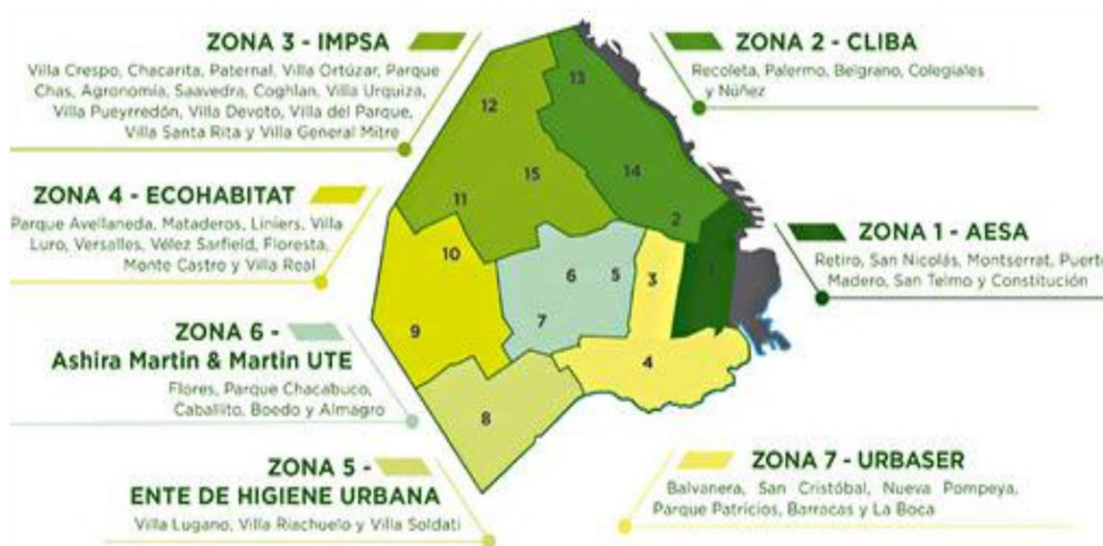 ZONA 3 - IMPSA
Villa Crespo, Chacarita, Paternal, Villa Ortúzar, Parque
Chas, Agronomía, Saavedra, Coghlan, Villa Urquiza,
Villa Pueyrredón, Villa Devoto, Villa del Parque,
Villa Santa Rita y Villa General Mitre
ZONA 2 - CLIBA
Recoleta, Palermo, Belgrano, Colegiales
y Núñez
ZONA 4 - ECOHABITAT
Parque Avellaneda, Mataderos, Liniers, Villa
Luro, Versalles, Vélez Sarfield, Floresta,
Monte Castro y Villa Real
ZONA 1 - AESA
Retiro, San Nicolás, Montserrat, Puerto
Madero, San Telmo y Constitución
ZONA 6 -
Ashira Martin & Martin UTE
Flores, Parque Chacabuco,
Caballito, Boedo y Almagro
ZONA 5 -
ENTE DE HIGIENE URBANA
Villa Lugano, Villa Riachuelo y Villa Soldati
ZONA 7 - URBASER
Balvanera, San Cristóbal, Nueva Pompeya,
Parque Patricios, Barracas y La Boca
13
12
14
15
11
2
10
6
5
3
1
7
9
4
8